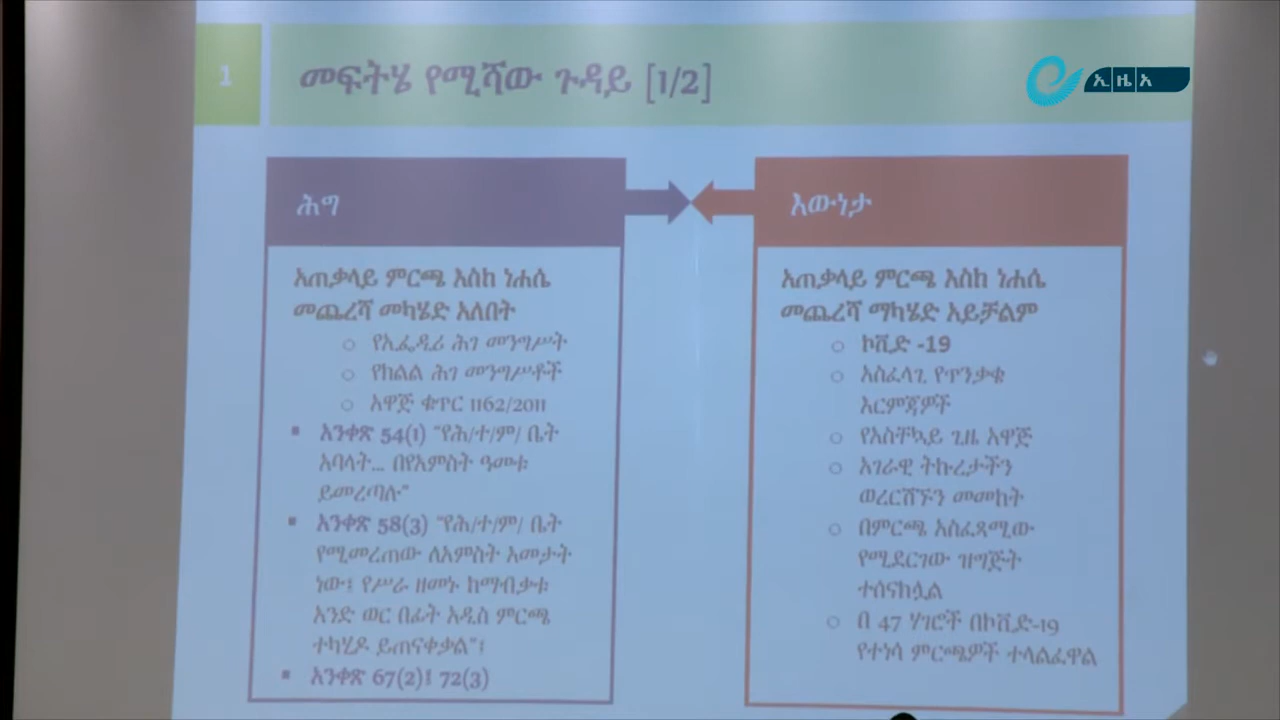 1
መፍትሄ የሚሻው ጉዳይ [1/2]
ኢዜአ
ሕግ
አጠቃላይ ምርጫ እስከ ነሐሴ
መጨረሻ መካሄድ አለበት
የኢፌዲሪ ሕገ መንግሥት
የክልል ሕገ መንግሥቶች
አዋጅ ቁጥር 1162/2011
አንቀጽ 54(1) "የሕ/ተ/ም/ ቤት
አባላት... በየአምስት ዓመቱ
ይመረጣሉ"
አንቀጽ 58(3) "የሕ/ተ/ም/ ቤት
የሚመረጠው ለአምስት አመታት
ነው፤ የሥራ ዘመኑ ከማብቃቱ
አንድ ወር በፊት አዲስ ምርጫ
ተካሂዶ ይጠናቀቃል"፤
አንቀጽ 67(2)፤ 72(3)
እውነታ
አጠቃላይ ምርጫ እስከ ነሐሴ
መጨረሻ ማካሄድ አይቻልም
ኮቪድ -19
አስፈላጊ የጥንቃቄ
እርምጃዎች
የአስቸኳይ ጊዜ አዋጅ
አገራዊ ትኩረታችን
ወረርሽኙን መመከት
በምርጫ አስፈጻሚው
የሚደርገው ዝግጅት
ተሰናክሏል
በ 47 ሃገሮች በኮቪድ-19
የተነሳ ምርጫዎች ተላልፈዋል